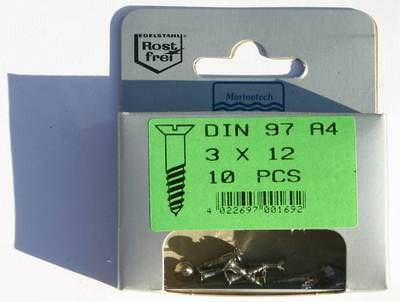 EDELSTAHL
Rost
frei
Marinetech
DIN 97 A4
3 X 12
10 PCS
4 022697 001692